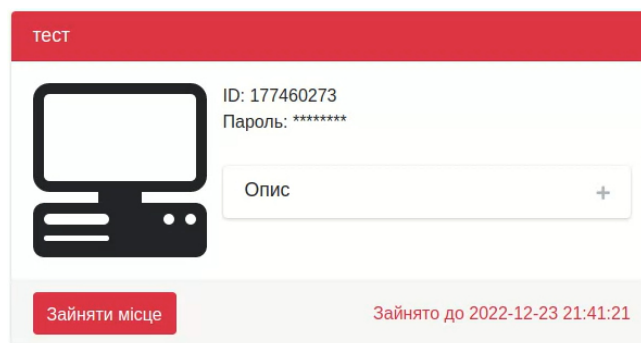 тест
ID: 177460273
Пароль: ********
Опис
+
Зайняти місце
Зайнято до 2022-12-23 21:41:21